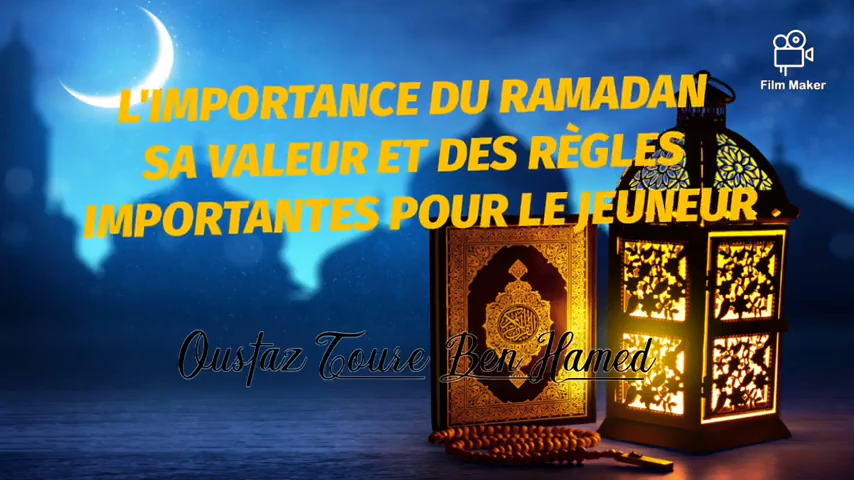 L'IMPORTANCE DU RAMADAN
SA VALEUR ET DES RÈGLES
IMPORTANTES POUR LE JEUNEUR
Oustaz Toure Ben Hamed
Film Maker